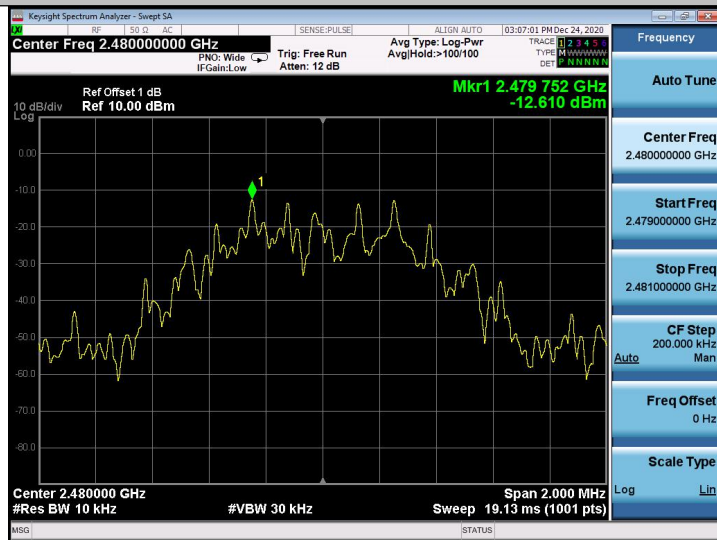 Keysight Spectrum Analyzer - Swept SA
LXI RF 50 Ω AC SENSE:PULSE ALIGN AUTO 03:07:01 PM Dec 24, 2020
Center Freq 2.480000000 GHz
PNO: Wide
IFGain:Low
Trig: Free Run
Atten: 12 dB
Avg Type: Log-Pwr
Avg|Hold:>100/100
TRACE 1 2 3 4 5 6
TYPE M WWWWW
DET P N N N N N
Ref Offset 1 dB
10 dB/div Ref 10.00 dBm
Log
Mkr1 2.479 752 GHz
-12.610 dBm
0.00
-10.0
-20.0
-30.0
-40.0
-50.0
-60.0
-70.0
-80.0
1
Center 2.480000 GHz
Span 2.000 MHz
#Res BW 10 kHz
#VBW 30 kHz
Sweep 19.13 ms (1001 pts)
MSG
STATUS
Frequency
Auto Tune
Center Freq
2.480000000 GHz
Start Freq
2.479000000 GHz
Stop Freq
2.481000000 GHz
CF Step
200.000 kHz
Auto Man
Freq Offset
0 Hz
Scale Type
Log Lin